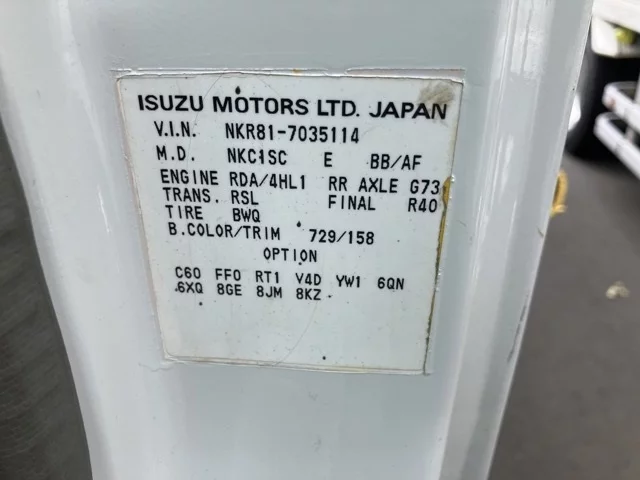 ISUZU MOTORS LTD. JAPAN
V.I.N. NKR81-7035114
M.D. NKC1SC E BB/AF
ENGINE RDA/4HL1 RR AXLE G73
TRANS. RSL FINAL R40
TIRE BWQ
B.COLOR/TRIM 729/158
OPTION
C60 FF0 RT1 V4D YW1 6QN
6XQ 8GE 8JM 8KZ